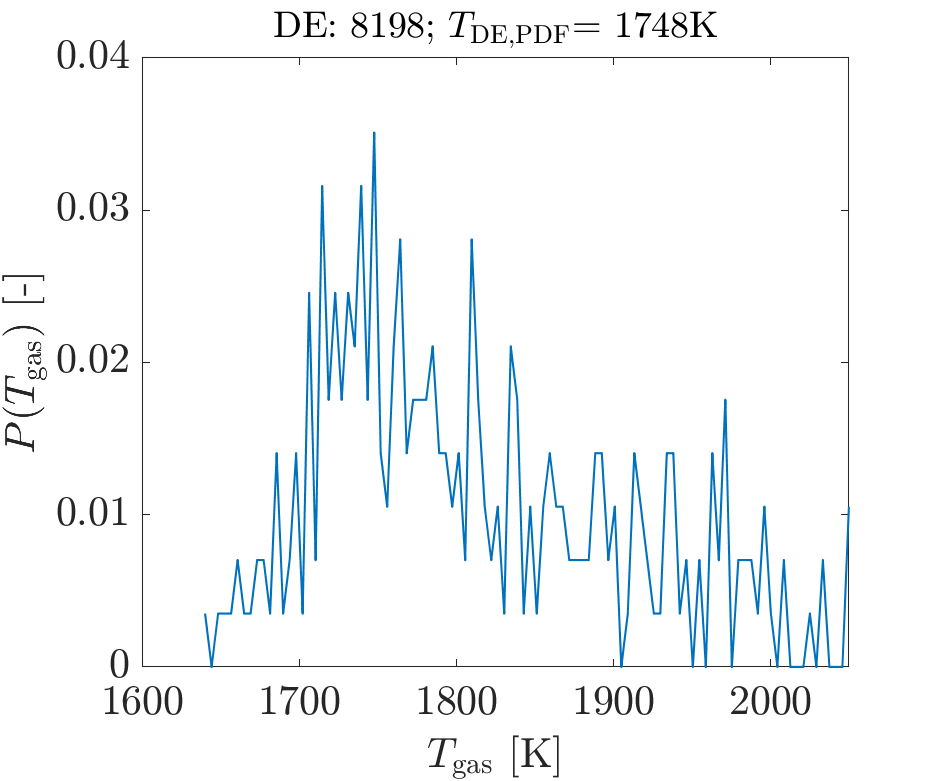 DE: 8198; T_DE,PDF= 1748K
0.04
0.03
0.02
0.01
0
P(T_gas) [-]
1600 1700 1800 1900 2000
T_gas [K]